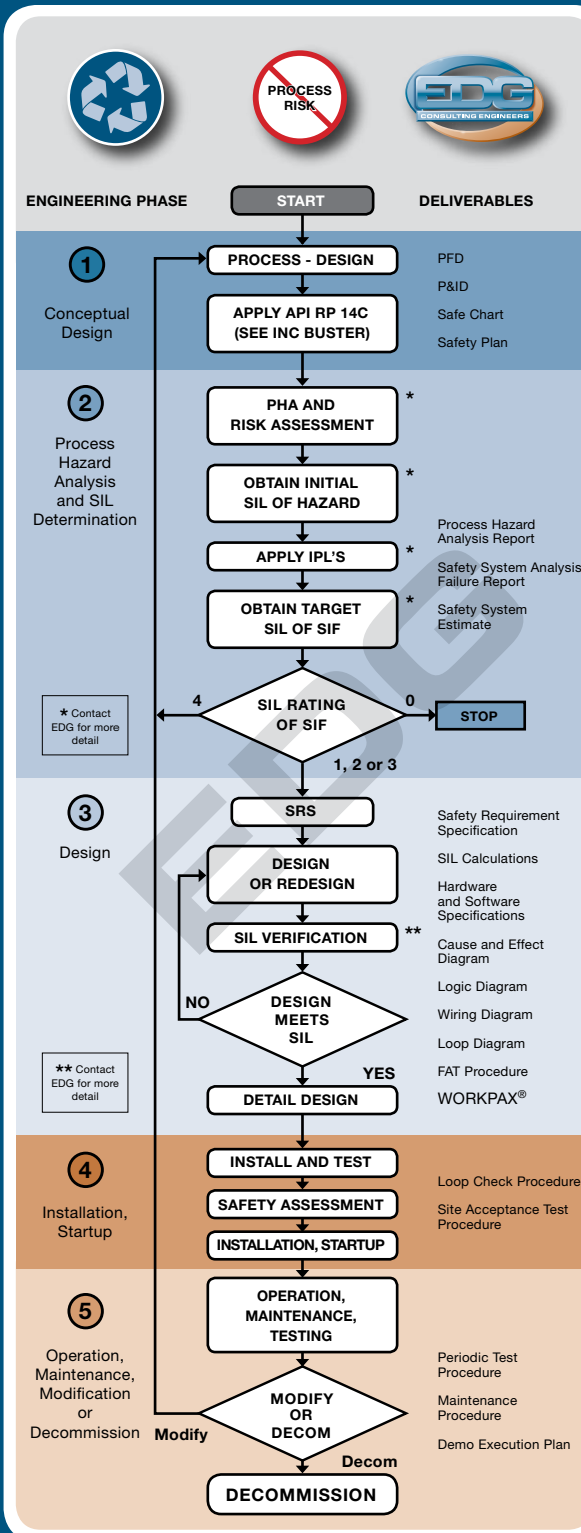 PROCESS
RISK
EDG
CONSULTING ENGINEERS
ENGINEERING PHASE
START
DELIVERABLES
1
Conceptual
Design
PROCESS - DESIGN
APPLY API RP 14C
(SEE INC BUSTER)
PFD
P&ID
Safe Chart
Safety Plan
2
Process
Hazard
Analysis
and SIL
Determination
PHA AND
RISK ASSESSMENT
*
OBTAIN INITIAL
SIL OF HAZARD
*
APPLY IPL'S
*
OBTAIN TARGET
SIL OF SIF
*
Process Hazard
Analysis Report
Safety System Analysis
Failure Report
Safety System
Estimate
* Contact
EDG for more
detail
4
SIL RATING
OF SIF
0
STOP
1, 2 or 3
EDG
3
Design
SRS
DESIGN
OR REDESIGN
SIL VERIFICATION
**
NO
DESIGN
MEETS
SIL
YES
DETAIL DESIGN
Safety Requirement
Specification
SIL Calculations
Hardware
and Software
Specifications
Cause and Effect
Diagram
Logic Diagram
Wiring Diagram
Loop Diagram
FAT Procedure
WORKPAX®
** Contact
EDG for more
detail
4
Installation,
Startup
INSTALL AND TEST
SAFETY ASSESSMENT
INSTALLATION, STARTUP
Loop Check Procedure
Site Acceptance Test
Procedure
5
Operation,
Maintenance,
Modification
or
Decommission
OPERATION,
MAINTENANCE,
TESTING
MODIFY
OR
DECOM
Modify
Decom
DECOMMISSION
Periodic Test
Procedure
Maintenance
Procedure
Demo Execution Plan